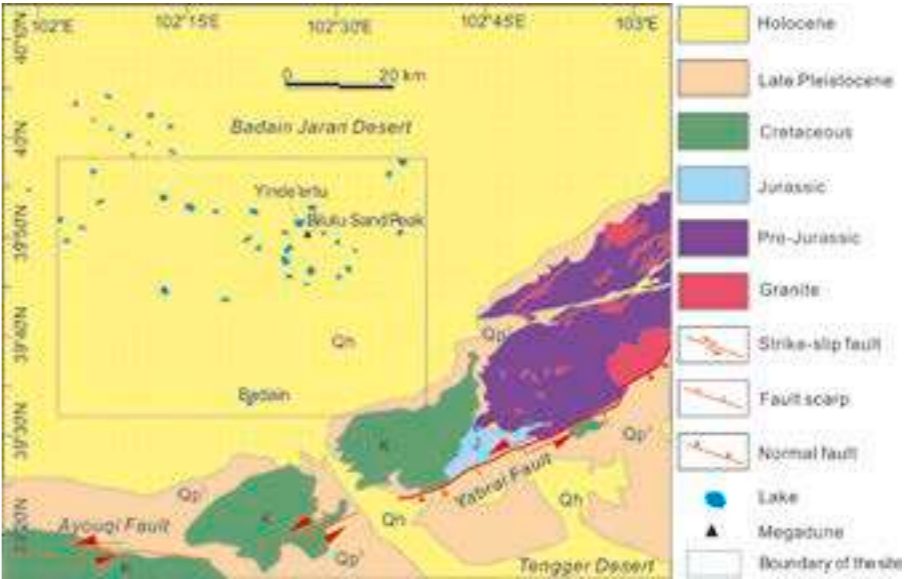 102°E
102°15'E
102°30'E
102°45'E
103°E
40°10'N
40°N
39°50'N
39°40'N
39°30'N
39°20'N
0
20 km
Badain Jaran Desert
Yinde'ertu
Bilutu Sand Peak
Qh
Badain
Qp
K
J
Yabrai Fault
Qp
Qh
Qh
Qp
K
Ayouqi Fault
Qp
K
Tengger Desert
Holocene
Late Pleistocene
Cretaceous
Jurassic
Pre-Jurassic
Granite
Strike-slip fault
Fault scarp
Normal fault
Lake
Megadune
Boundary of the site